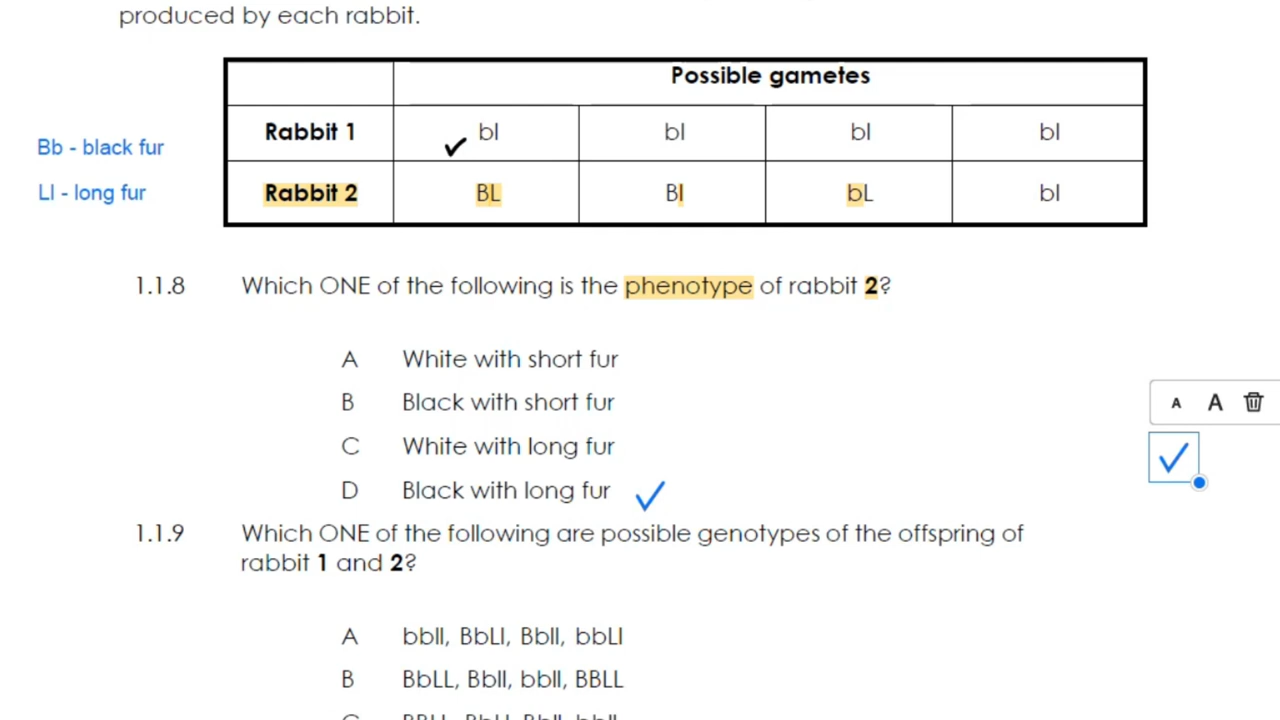 produced by each rabbit.
Possible gametes
Rabbit 1 bl bl bl bl
Bb - black fur
Ll - long fur
Rabbit 2 BL Bl bL bl
1.1.8 Which ONE of the following is the phenotype of rabbit 2?
A White with short fur
B Black with short fur
C White with long fur
D Black with long fur
1.1.9 Which ONE of the following are possible genotypes of the offspring of
rabbit 1 and 2?
A bbll, BbLl, Bbll, bbLl
B BbLL, Bbll, bbll, BBLL
A A